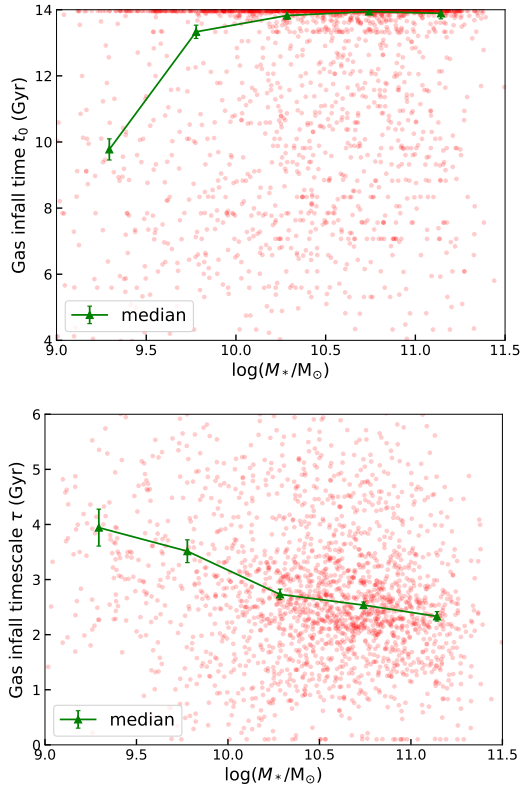 14
12
10
8
6
4
Gas infall time t₀ (Gyr)
median
9.0 9.5 10.0 10.5 11.0 11.5
log(M∗/M⊙)
6
5
4
3
2
1
0
Gas infall timescale τ (Gyr)
median
9.0 9.5 10.0 10.5 11.0 11.5
log(M∗/M⊙)